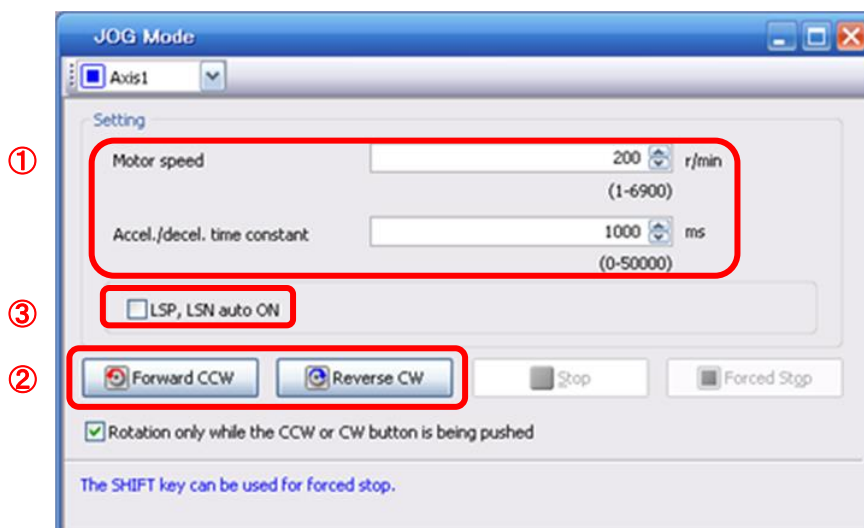 JOG Mode
Axis1
Setting
① Motor speed 200 r/min
(1-6900)
Accel./decel. time constant 1000 ms
(0-50000)
③ LSP, LSN auto ON
② Forward CCW Reverse CW Stop Forced Stop
Rotation only while the CCW or CW button is being pushed
The SHIFT key can be used for forced stop.